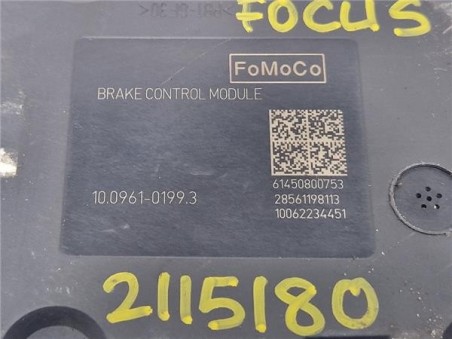 FOCUS
FoMoCo
BRAKE CONTROL MODULE
61450800753
10.0961-0199.3
28561198113
10062234451
2115180